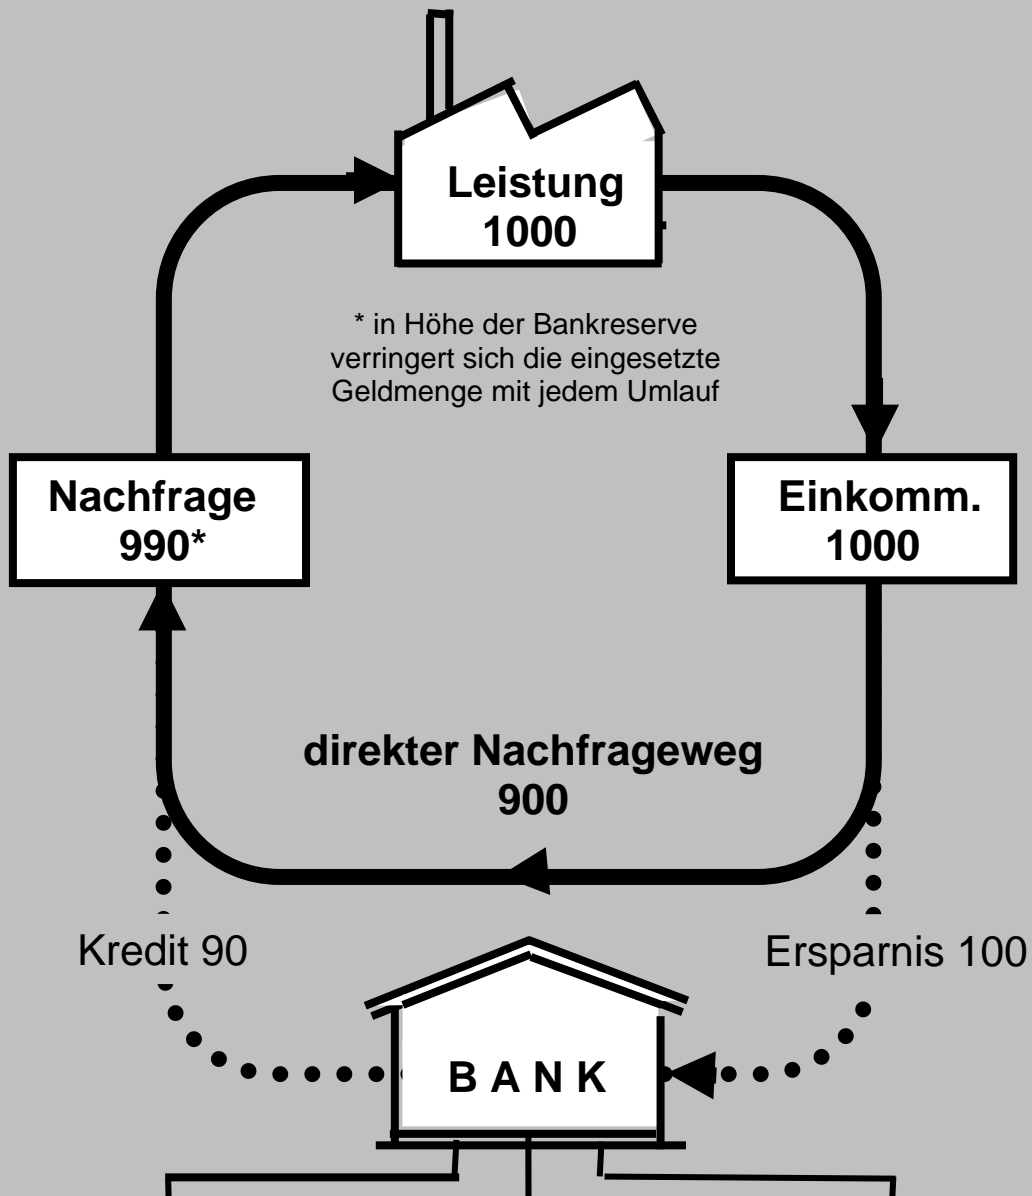 Leistung
1000
* in Höhe der Bankreserve
verringert sich die eingesetzte
Geldmenge mit jedem Umlauf
Nachfrage
990*
Einkomm.
1000
direkter Nachfrageweg
900
Kredit 90
Ersparnis 100
B A N K